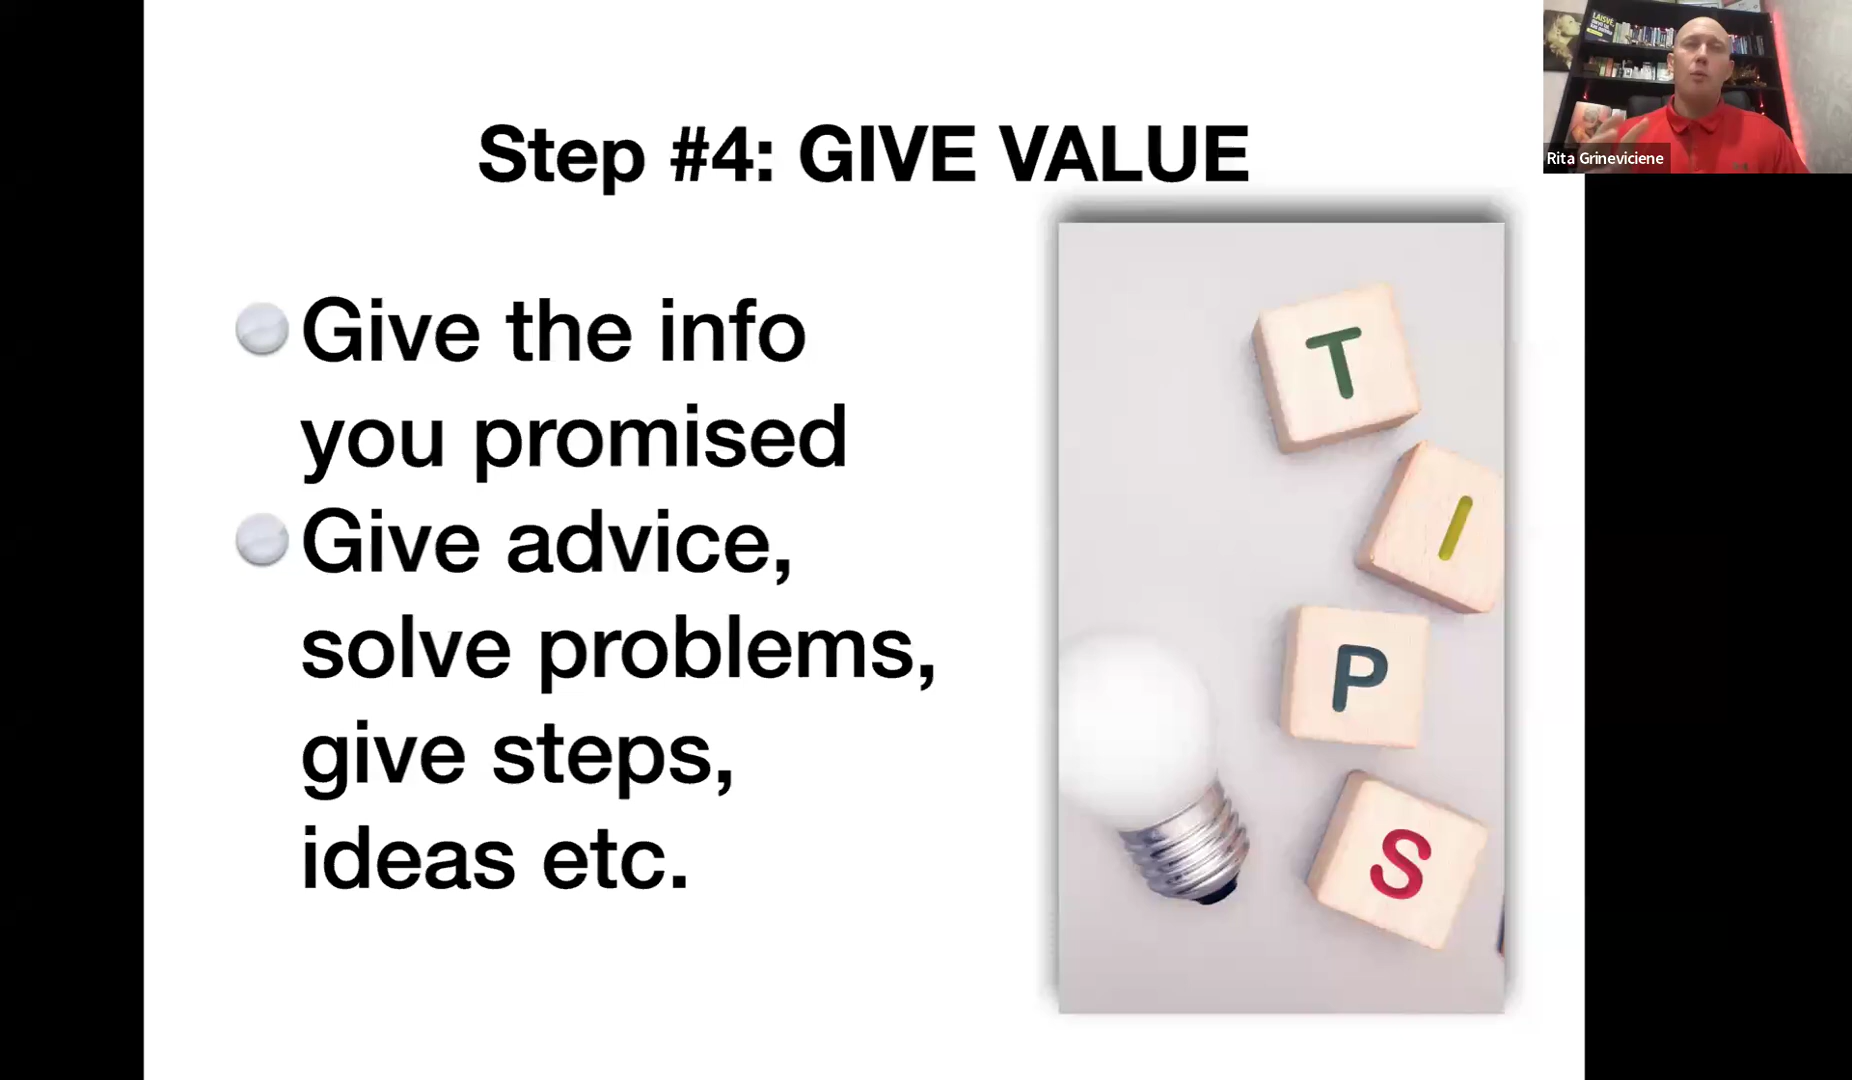 Step #4: GIVE VALUE
Give the info
you promised
Give advice,
solve problems,
give steps,
ideas etc.
T
I
P
S
LAISVĖ,
Rita Grineviciene